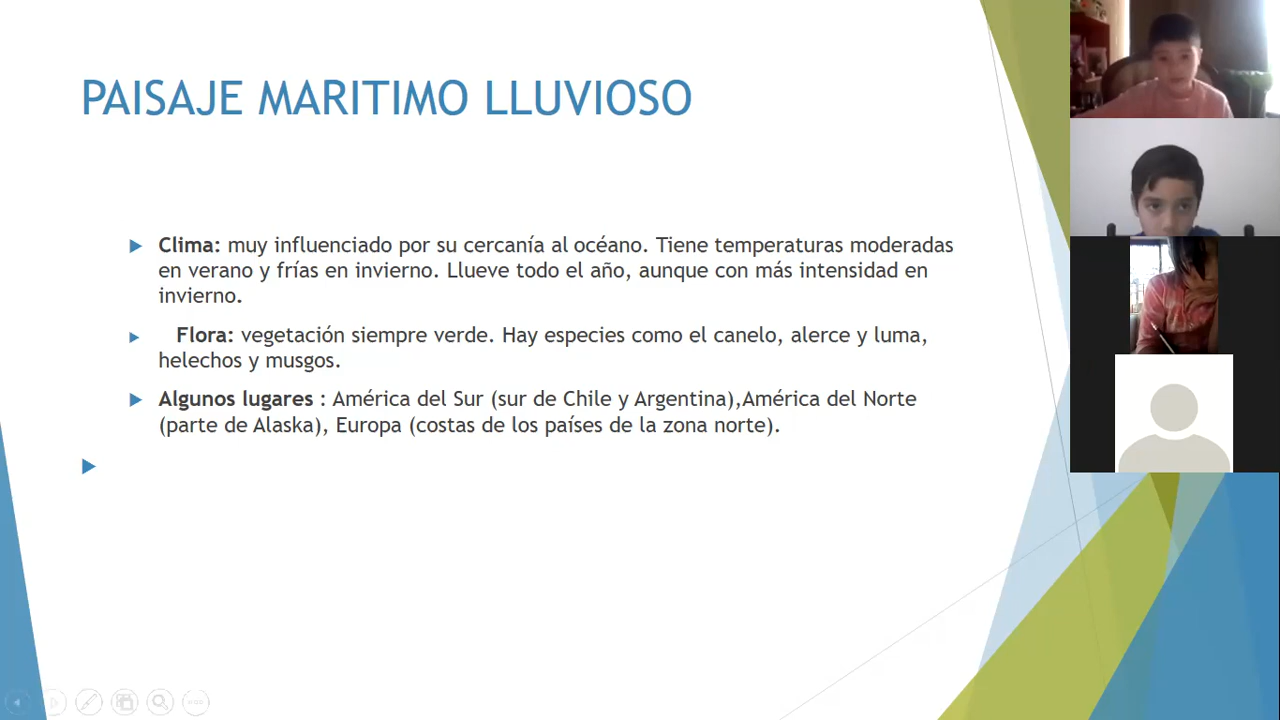 PAISAJE MARITIMO LLUVIOSO
Clima: muy influenciado por su cercanía al océano. Tiene temperaturas moderadas
en verano y frías en invierno. Llueve todo el año, aunque con más intensidad en
invierno.
Flora: vegetación siempre verde. Hay especies como el canelo, alerce y luma,
helechos y musgos.
Algunos lugares : América del Sur (sur de Chile y Argentina),América del Norte
(parte de Alaska), Europa (costas de los países de la zona norte).